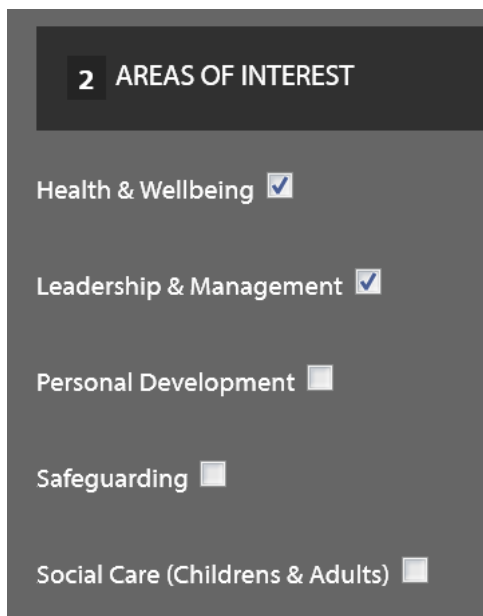 2 AREAS OF INTEREST
Health & Wellbeing
Leadership & Management
Personal Development
Safeguarding
Social Care (Childrens & Adults)